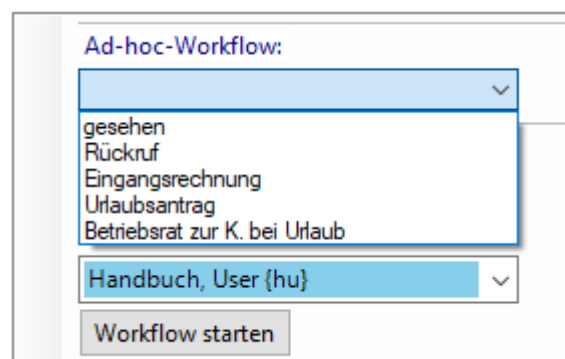 Ad-hoc-Workflow:
gesehen
Rückruf
Eingangsrechnung
Urlaubsantrag
Betriebsrat zur K. bei Urlaub
Handbuch, User {hu}
Workflow starten